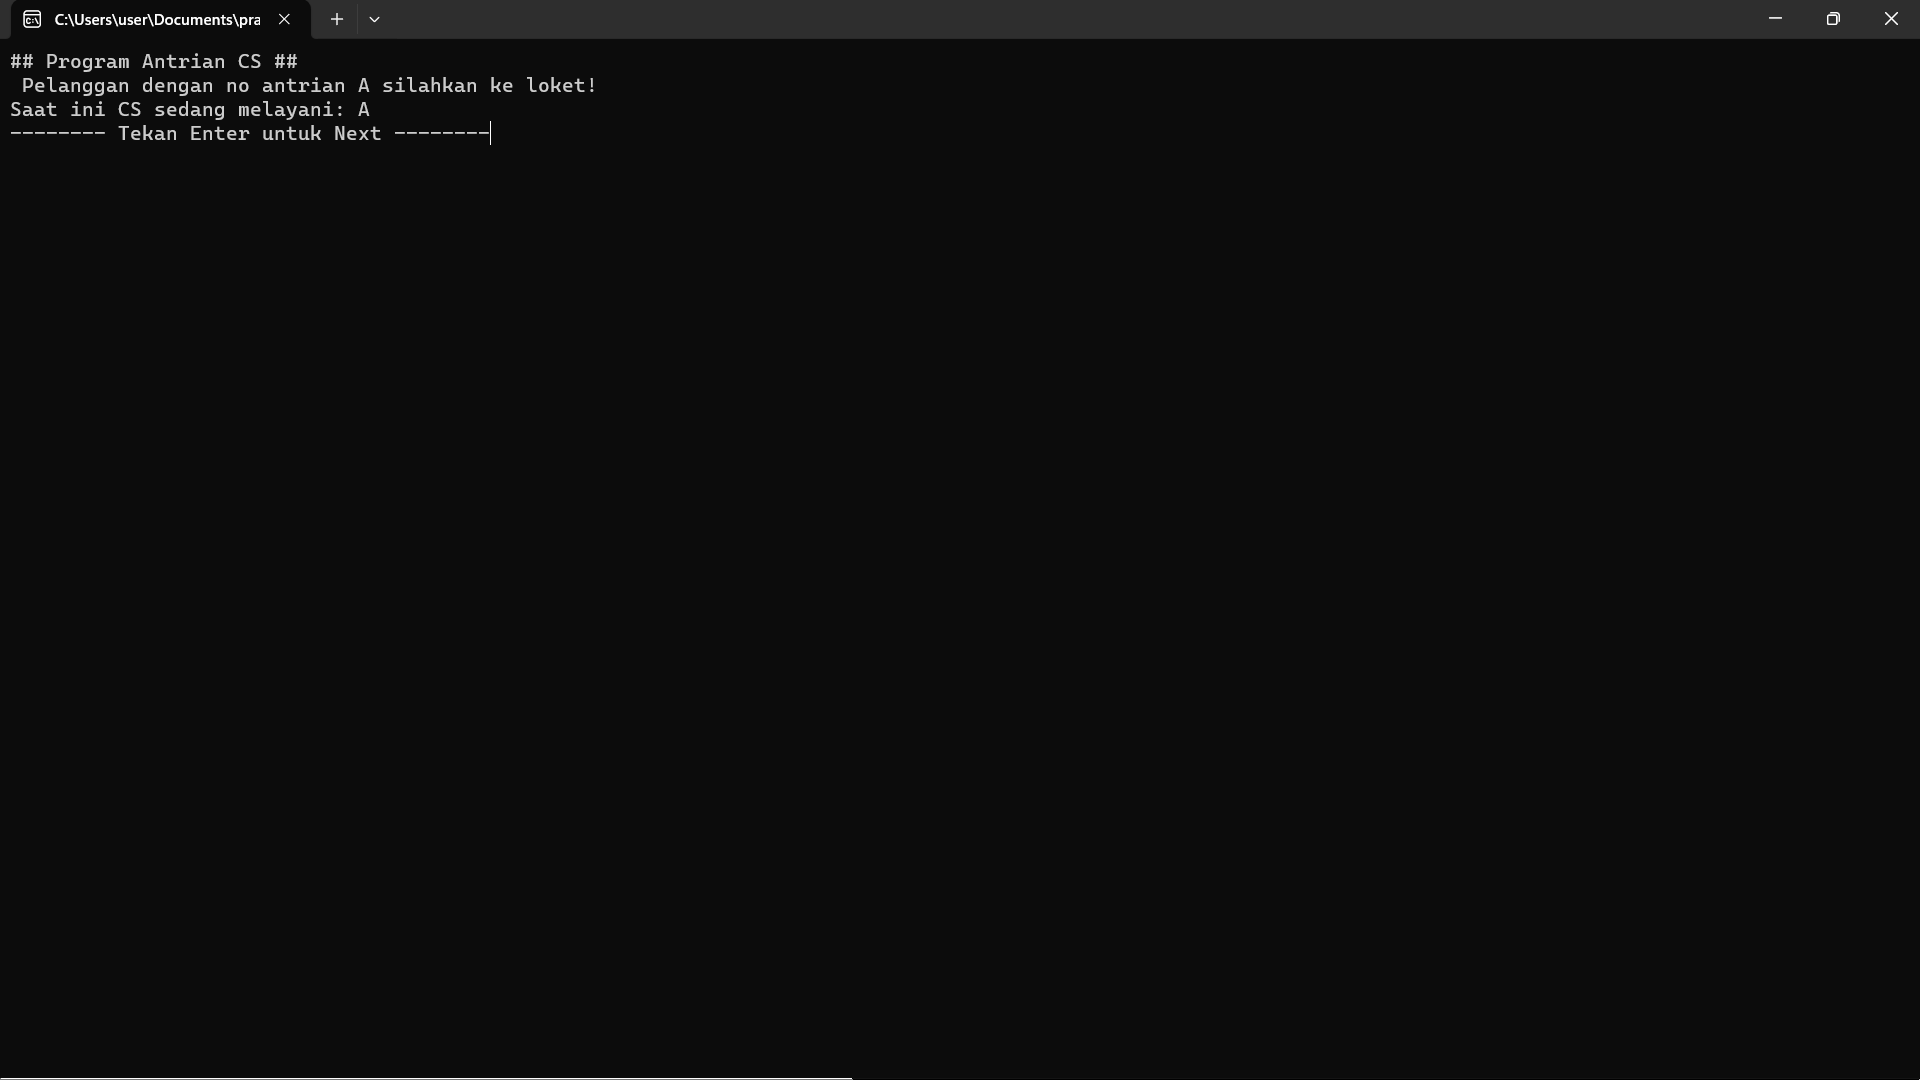 C:\Users\user\Documents\pra
## Program Antrian CS ##
Pelanggan dengan no antrian A silahkan ke loket!
Saat ini CS sedang melayani: A
-------- Tekan Enter untuk Next --------